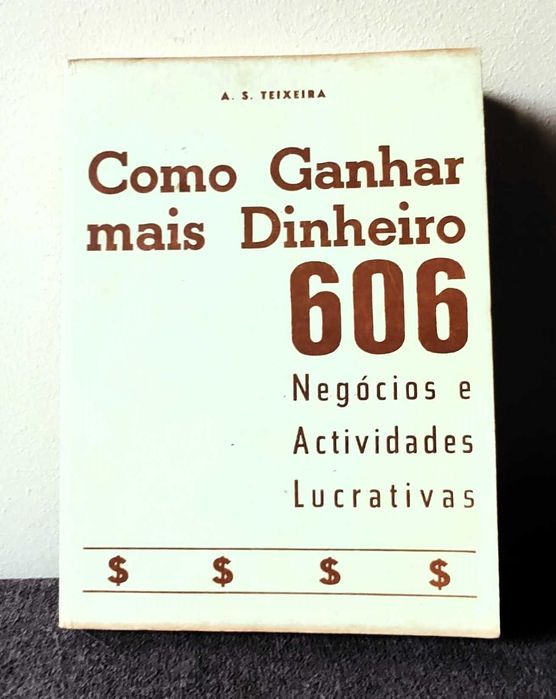 A. S. TEIXEIRA
Como Ganhar
mais Dinheiro
606
Negócios e
Actividades
Lucrativas
$ $ $ $